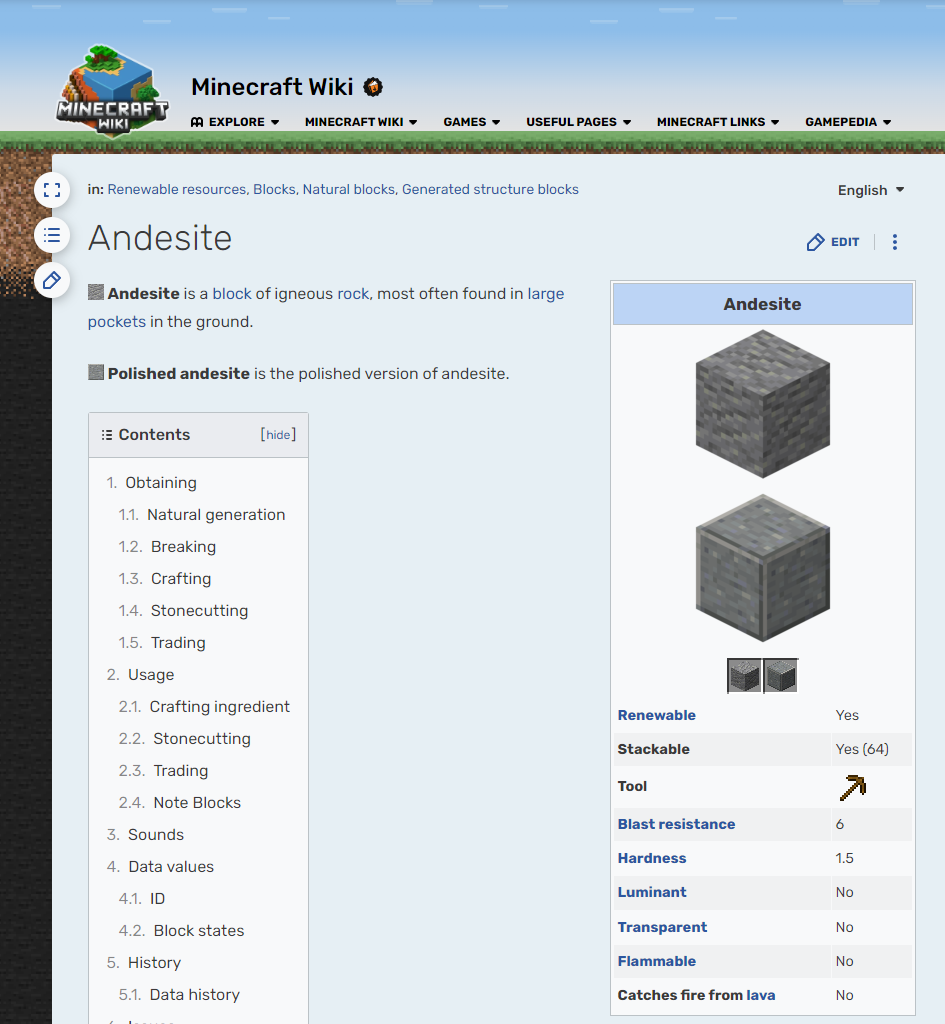 MINECRAFT
WIKI
Minecraft Wiki
EXPLORE MINECRAFT WIKI GAMES USEFUL PAGES MINECRAFT LINKS GAMEPEDIA
in: Renewable resources, Blocks, Natural blocks, Generated structure blocks
English
Andesite
EDIT
Andesite is a block of igneous rock, most often found in large
pockets in the ground.
Polished andesite is the polished version of andesite.
Contents [hide]
1. Obtaining
1.1. Natural generation
1.2. Breaking
1.3. Crafting
1.4. Stonecutting
1.5. Trading
2. Usage
2.1. Crafting ingredient
2.2. Stonecutting
2.3. Trading
2.4. Note Blocks
3. Sounds
4. Data values
4.1. ID
4.2. Block states
5. History
5.1. Data history
Andesite
Renewable Yes
Stackable Yes (64)
Tool
Blast resistance 6
Hardness 1.5
Luminant No
Transparent No
Flammable No
Catches fire from lava No